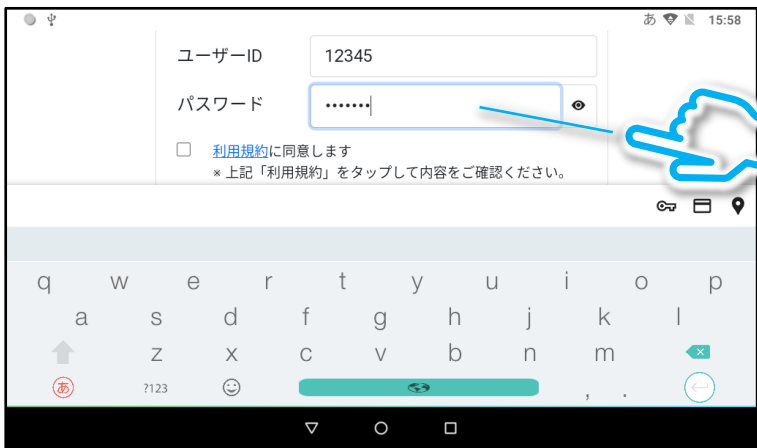 あ 15:58
ユーザーID 12345
パスワード •••••••
利用規約に同意します
※ 上記「利用規約」をタップして内容をご確認ください。
q w e r t y u i o p
a s d f g h j k l
z x c v b n m
あ ?123 , .